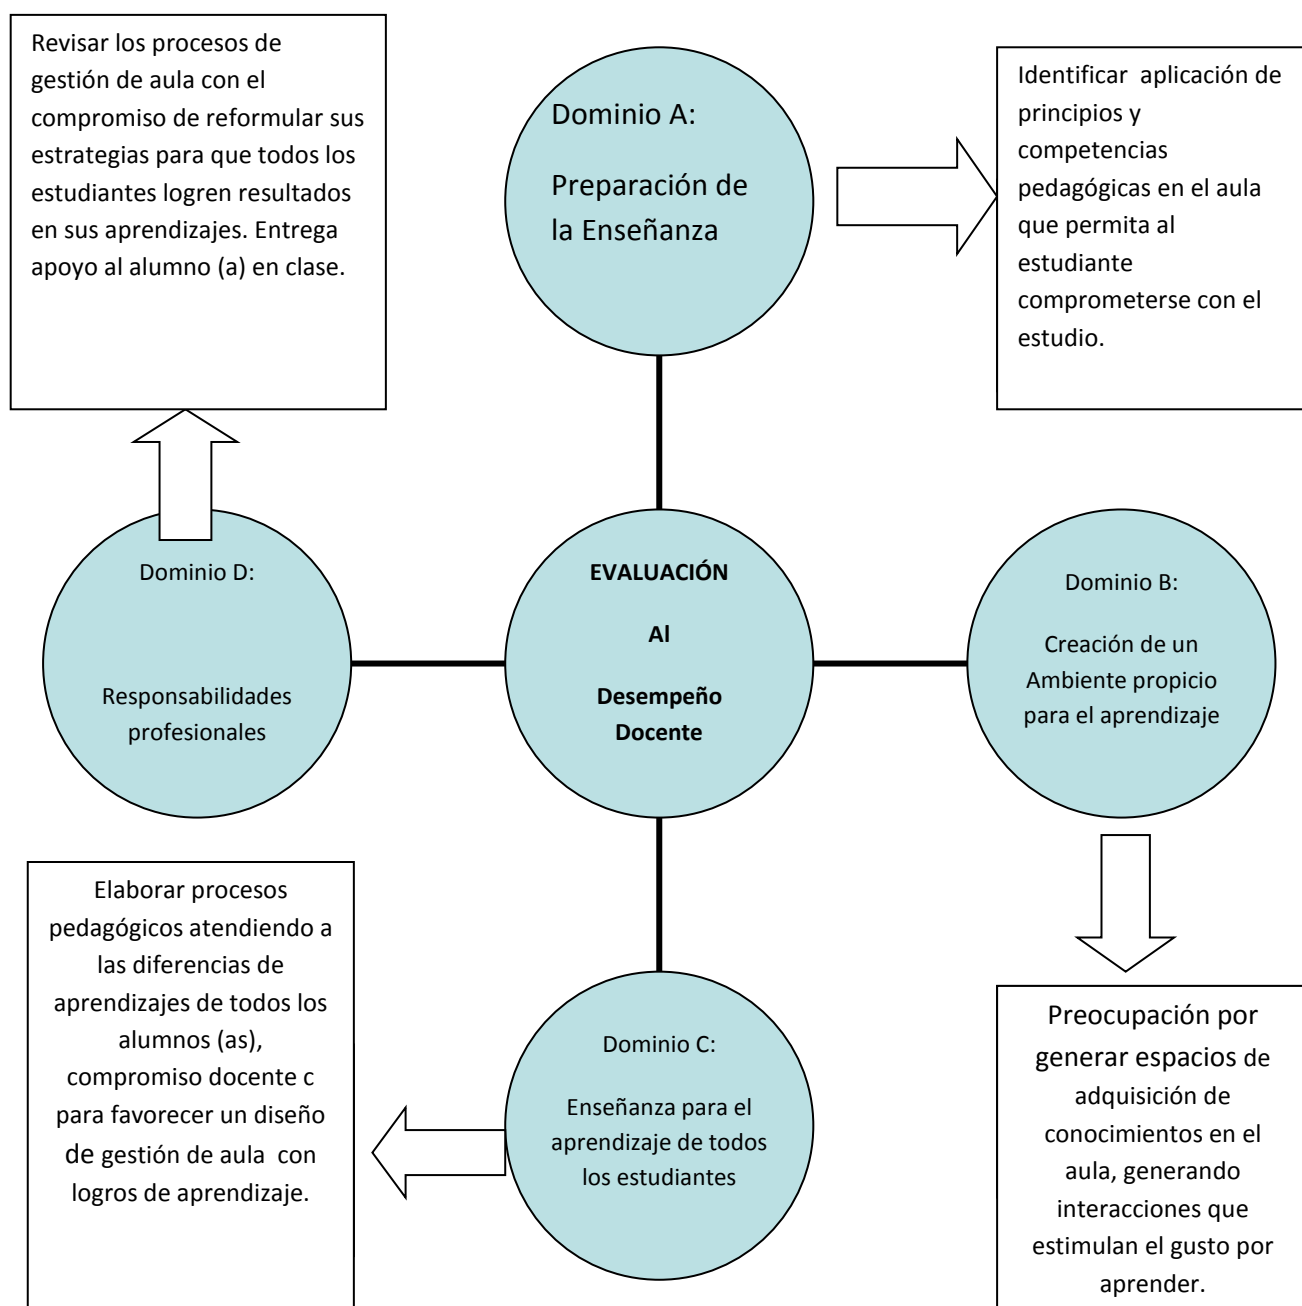 Revisar los procesos de
gestión de aula con el
compromiso de reformular sus
estrategias para que todos los
estudiantes logren resultados
en sus aprendizajes. Entrega
apoyo al alumno (a) en clase.
Dominio A:
Preparación de
la Enseñanza
Identificar aplicación de
principios y
competencias
pedagógicas en el aula
que permita al
estudiante
comprometerse con el
estudio.
Dominio D:
Responsabilidades
profesionales
EVALUACIÓN
Al
Desempeño
Docente
Dominio B:
Creación de un
Ambiente propicio
para el aprendizaje
Elaborar procesos
pedagógicos atendiendo a
las diferencias de
aprendizajes de todos los
alumnos (as),
compromiso docente c
para favorecer un diseño
de gestión de aula con
logros de aprendizaje.
Dominio C:
Enseñanza para el
aprendizaje de todos
los estudiantes
Preocupación por
generar espacios de
adquisición de
conocimientos en el
aula, generando
interacciones que
estimulan el gusto por
aprender.